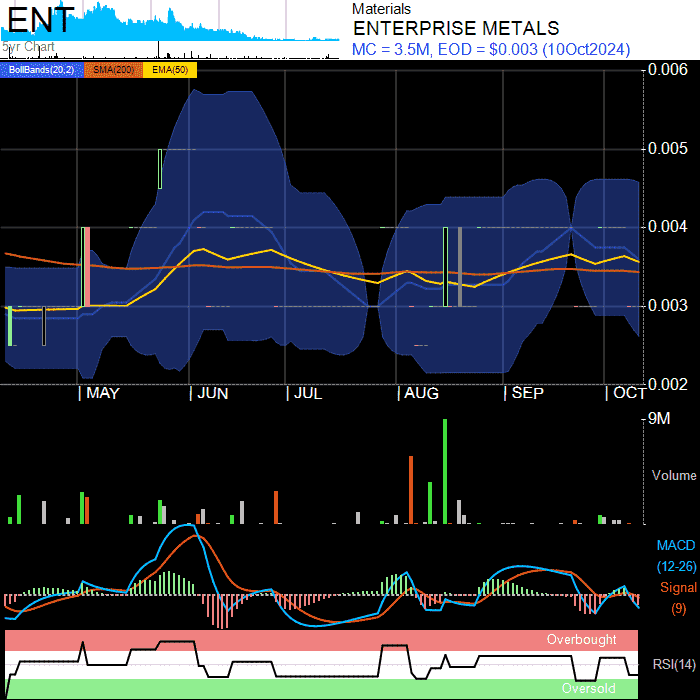 ENT
5yr Chart
Materials
ENTERPRISE METALS
MC = 3.5M, EOD = $0.003 (10Oct2024)
BollBands(20,2) SMA(200) EMA(50)
0.006
0.005
0.004
0.003
0.002
| MAY | JUN | JUL | AUG | SEP | OCT
9M
Volume
MACD
(12-26)
Signal
(9)
Overbought
RSI(14)
Oversold